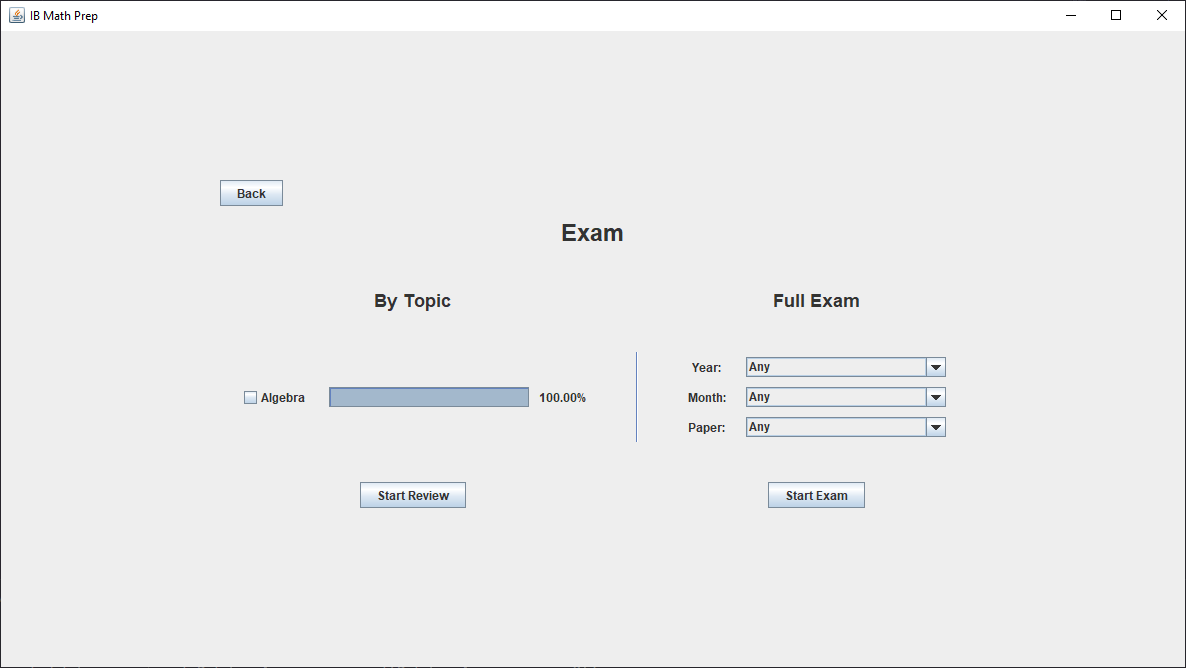 IB Math Prep
Back
Exam
By Topic
Full Exam
Year: Any
Algebra 100.00%
Month: Any
Paper: Any
Start Review
Start Exam